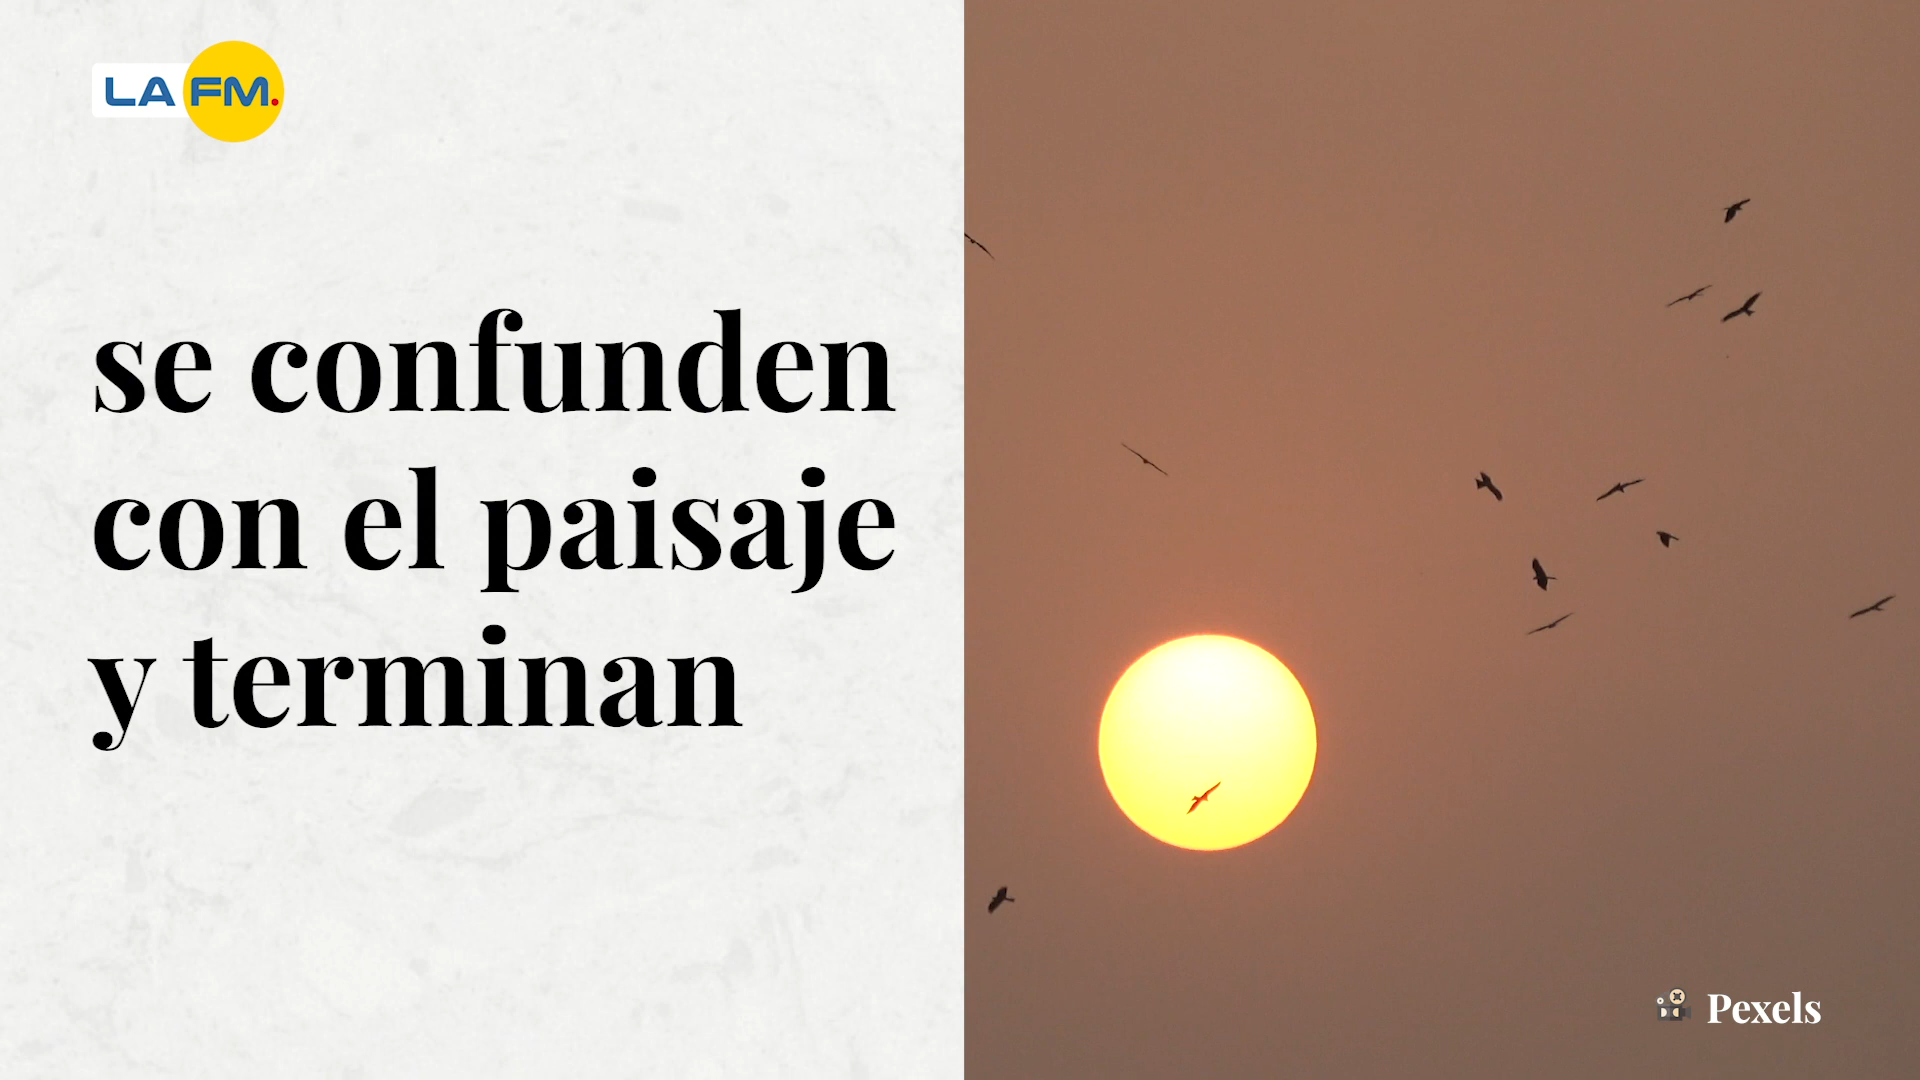 LA FM.
se confunden
con el paisaje
y terminan
Pexels